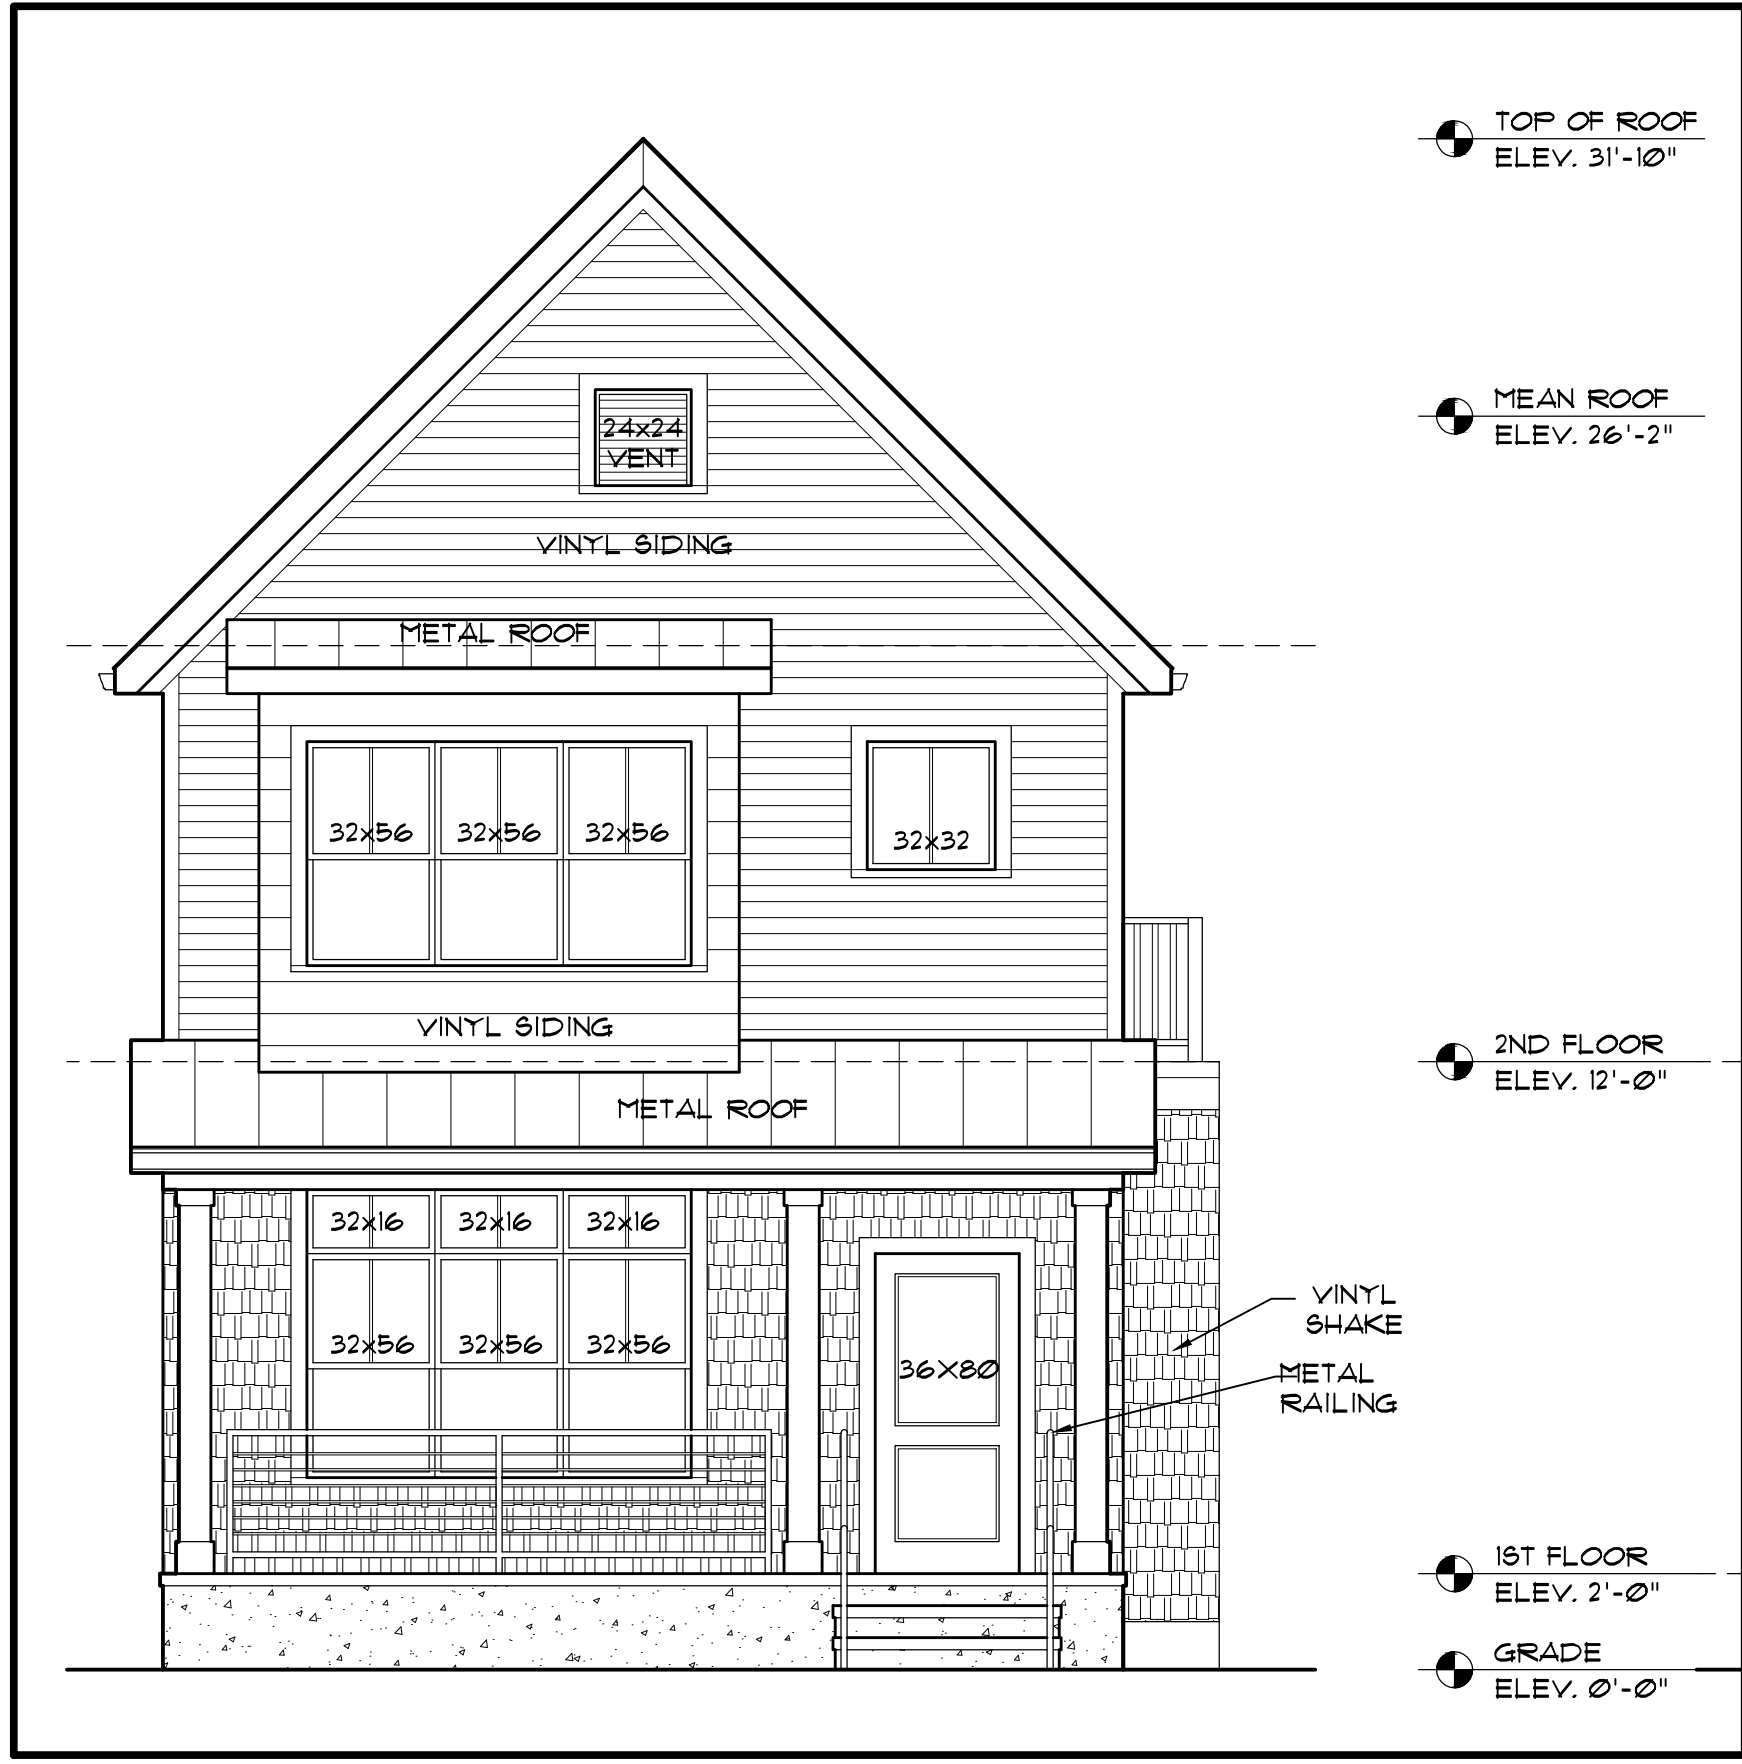 TOP OF ROOF
ELEV. 31'-10"
MEAN ROOF
ELEV. 26'-2"
24x24
VENT
VINYL SIDING
METAL ROOF
32x56 32x56 32x56
32x32
VINYL SIDING
2ND FLOOR
ELEV. 12'-0"
METAL ROOF
32x16 32x16 32x16
VINYL
SHAKE
32x56 32x56 32x56
36X80
METAL
RAILING
1ST FLOOR
ELEV. 2'-0"
GRADE
ELEV. 0'-0"